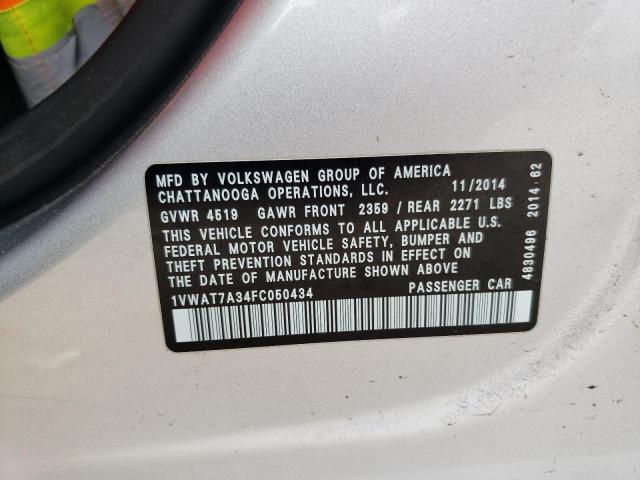 MFD BY VOLKSWAGEN GROUP OF AMERICA
CHATTANOOGA OPERATIONS, LLC. 11/2014
GVWR 4519 GAWR FRONT 2359 / REAR 2271 LBS
THIS VEHICLE CONFORMS TO ALL APPLICABLE U.S.
FEDERAL MOTOR VEHICLE SAFETY, BUMPER AND
THEFT PREVENTION STANDARDS IN EFFECT ON
THE DATE OF MANUFACTURE SHOWN ABOVE
1VWAT7A34FC050434 PASSENGER CAR
4830496 2014.62